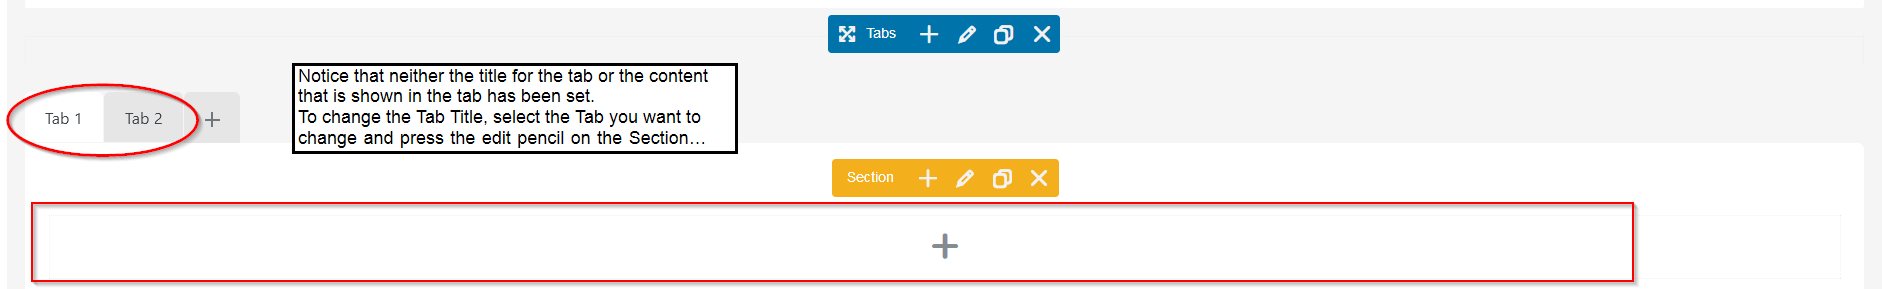 Tabs
Notice that neither the title for the tab or the content
that is shown in the tab has been set.
To change the Tab Title, select the Tab you want to
change and press the edit pencil on the Section...
Tab 1
Tab 2
Section